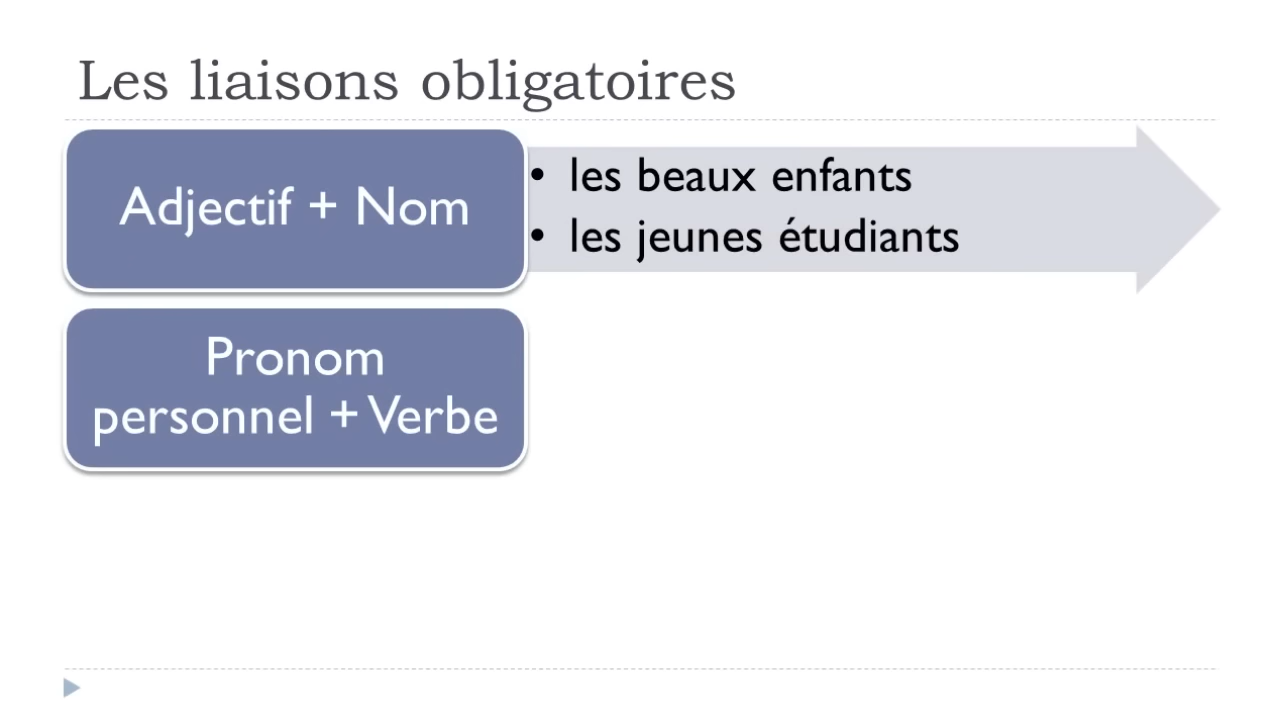 Les liaisons obligatoires
Adjectif + Nom
• les beaux enfants
• les jeunes étudiants
Pronom
personnel + Verbe